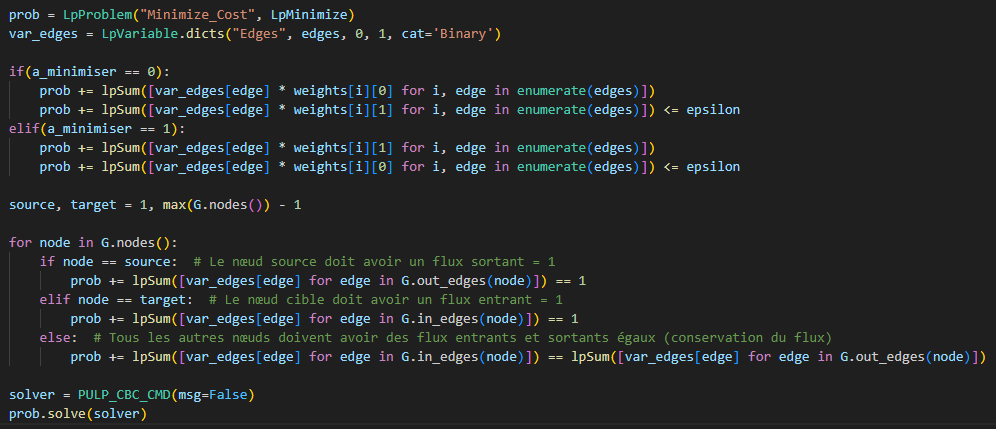 prob = LpProblem("Minimize_Cost", LpMinimize)
var_edges = LpVariable.dicts("Edges", edges, 0, 1, cat='Binary')

if(a_minimiser == 0):
    prob += lpSum([var_edges[edge] * weights[i][0] for i, edge in enumerate(edges)])
    prob += lpSum([var_edges[edge] * weights[i][1] for i, edge in enumerate(edges)]) <= epsilon
elif(a_minimiser == 1):
    prob += lpSum([var_edges[edge] * weights[i][1] for i, edge in enumerate(edges)])
    prob += lpSum([var_edges[edge] * weights[i][0] for i, edge in enumerate(edges)]) <= epsilon

source, target = 1, max(G.nodes()) - 1

for node in G.nodes():
    if node == source:  # Le nœud source doit avoir un flux sortant = 1
        prob += lpSum([var_edges[edge] for edge in G.out_edges(node)]) == 1
    elif node == target:  # Le nœud cible doit avoir un flux entrant = 1
        prob += lpSum([var_edges[edge] for edge in G.in_edges(node)]) == 1
    else:  # Tous les autres nœuds doivent avoir des flux entrants et sortants égaux (conservation du flux)
        prob += lpSum([var_edges[edge] for edge in G.in_edges(node)]) == lpSum([var_edges[edge] for edge in G.out_edges(node)])

solver = PULP_CBC_CMD(msg=False)
prob.solve(solver)